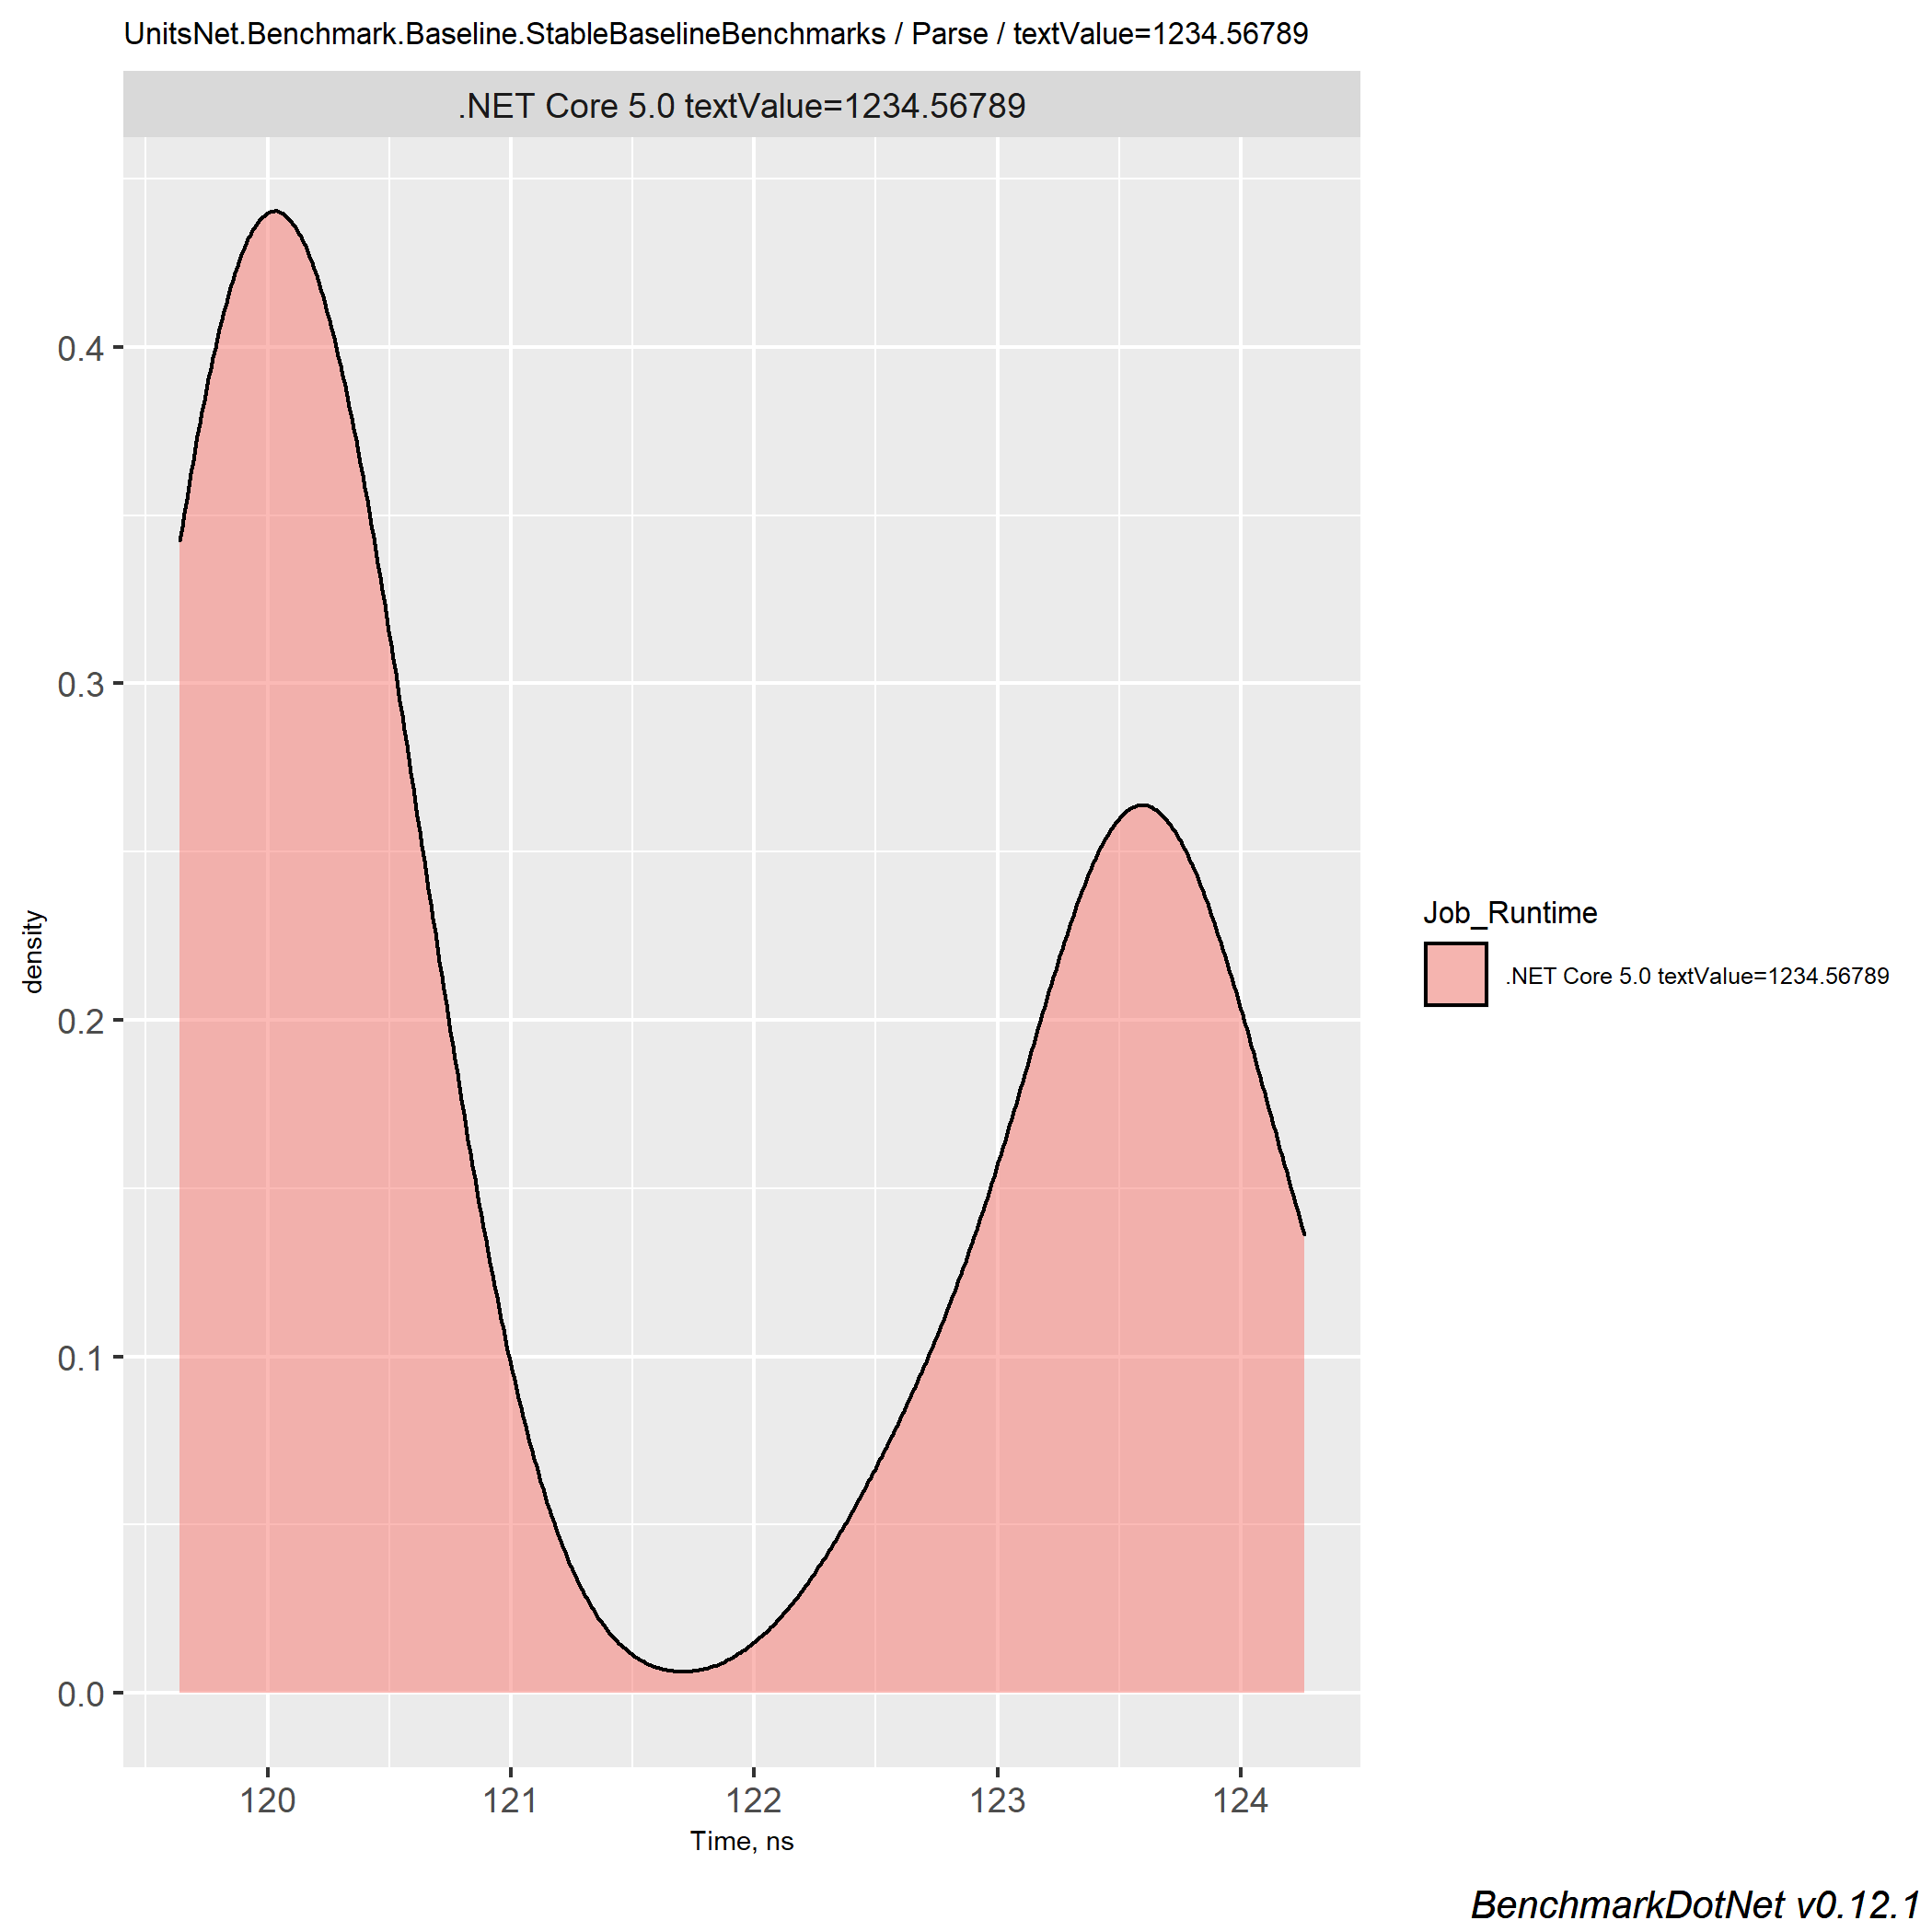 UnitsNet.Benchmark.Baseline.StableBaselineBenchmarks / Parse / textValue=1234.56789
.NET Core 5.0 textValue=1234.56789
0.4
0.3
0.2
0.1
0.0
density
120 121 122 123 124
Time, ns
Job_Runtime
.NET Core 5.0 textValue=1234.56789
BenchmarkDotNet v0.12.1